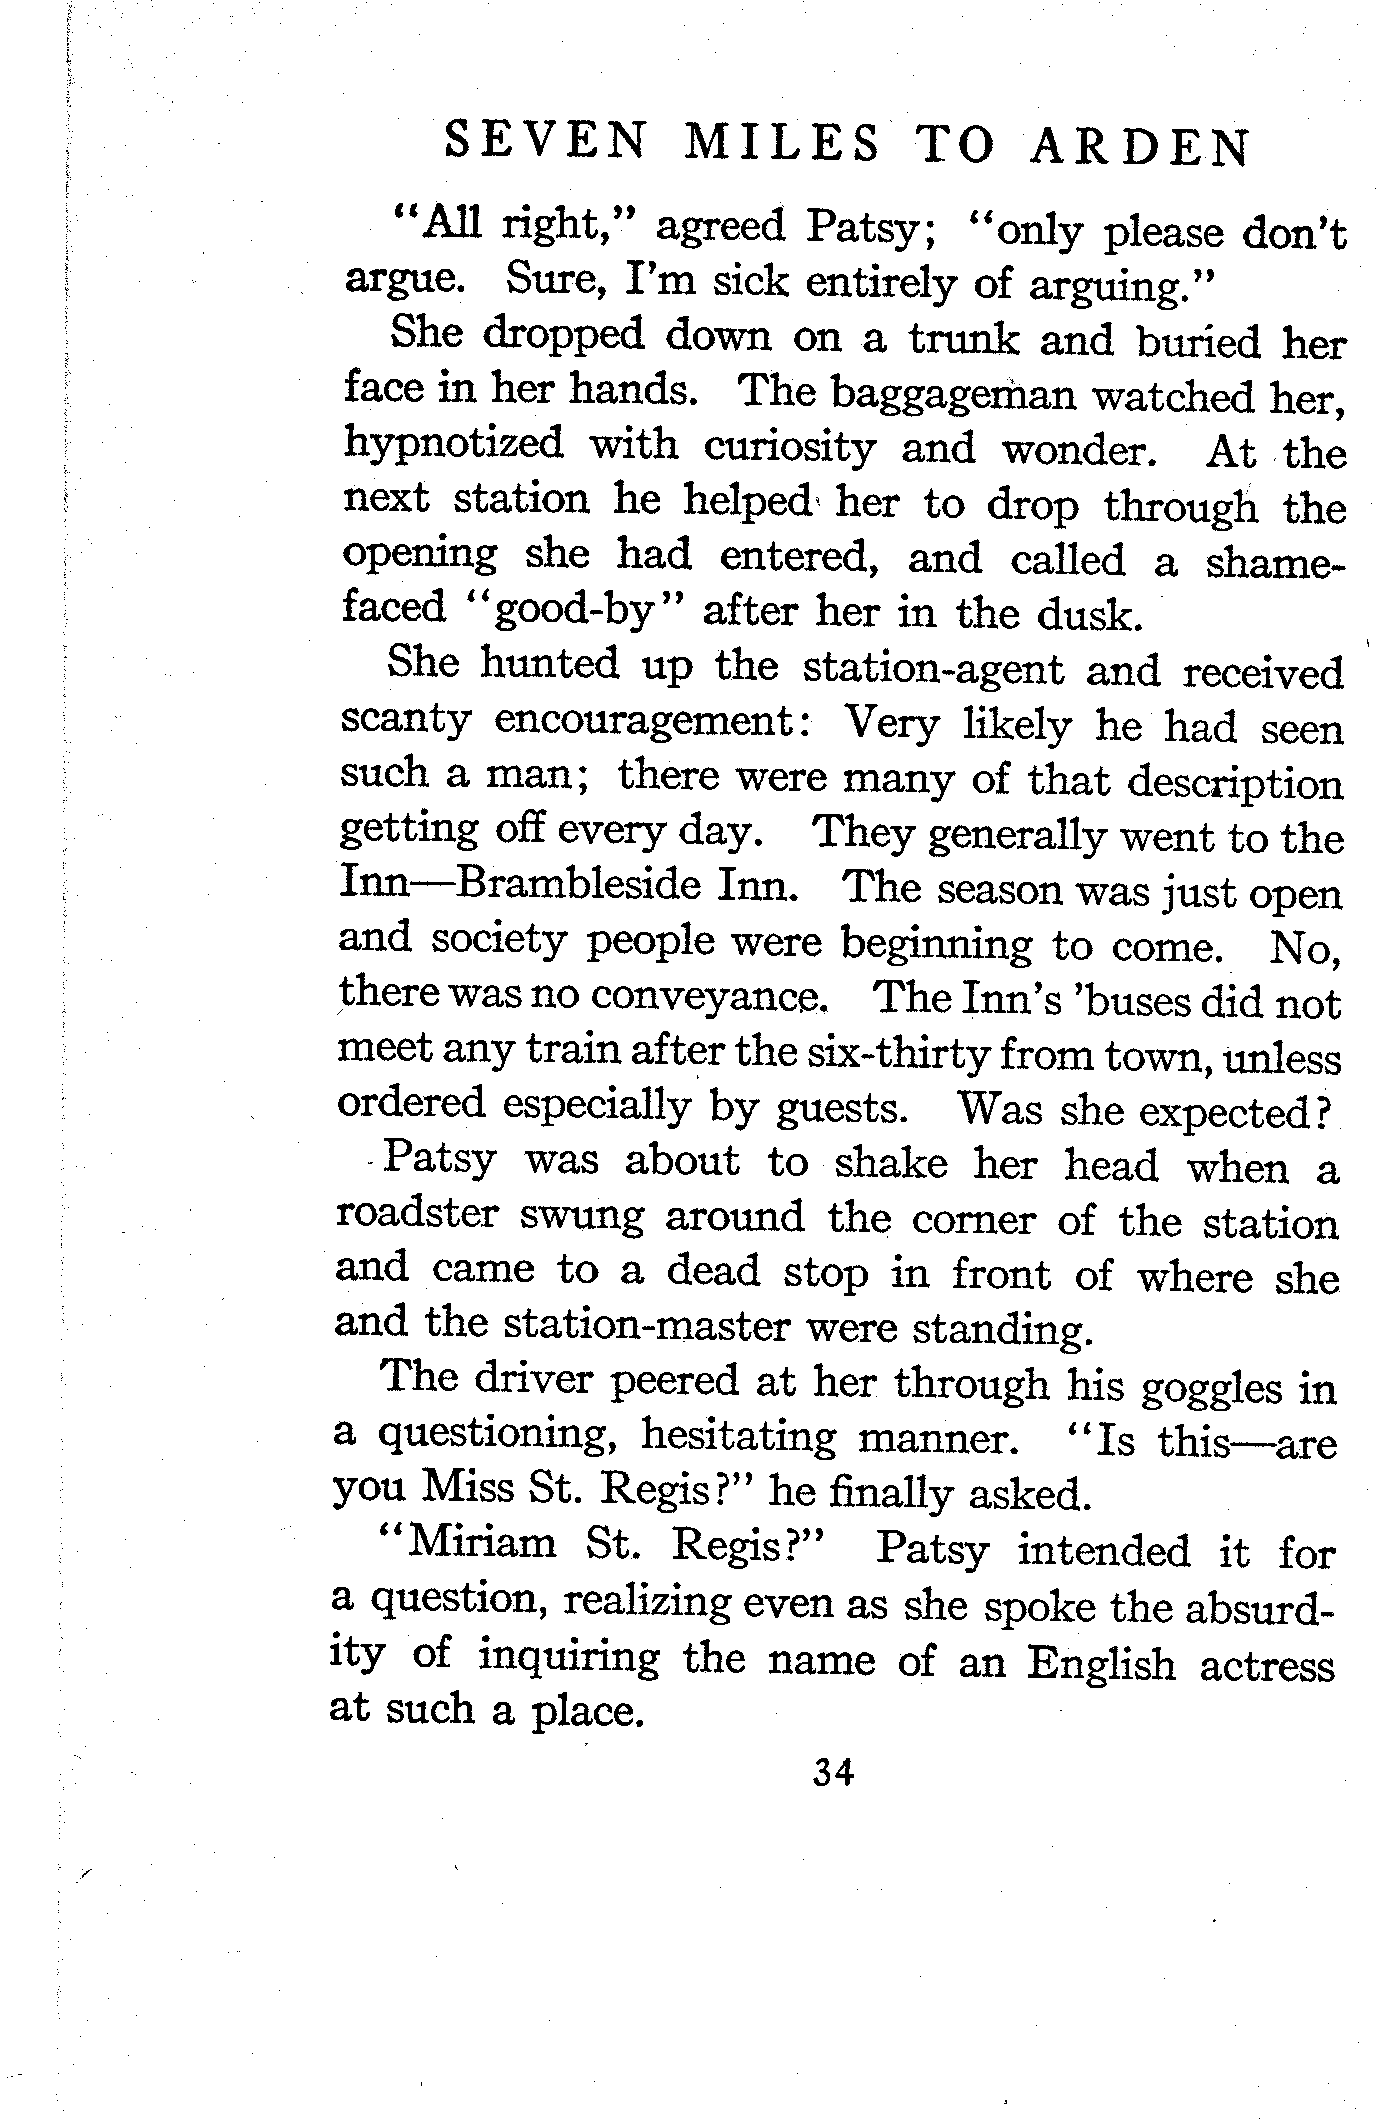 SEVEN MILES TO ARDEN
“All right,” agreed Patsy; “only please don’t
argue. Sure, I’m sick entirely of arguing.”
She dropped down on a trunk and buried her
face in her hands. The baggageman watched her,
hypnotized with curiosity and wonder. At the
next station he helped her to drop through the
opening she had entered, and called a shame-
faced “good-by” after her in the dusk.
She hunted up the station-agent and received
scanty encouragement: Very likely he had seen
such a man; there were many of that description
getting off every day. They generally went to the
Inn—Brambleside Inn. The season was just open
and society people were beginning to come. No,
there was no conveyance. The Inn’s ’buses did not
meet any train after the six-thirty from town, unless
ordered especially by guests. Was she expected?
Patsy was about to shake her head when a
roadster swung around the corner of the station
and came to a dead stop in front of where she
and the station-master were standing.
The driver peered at her through his goggles in
a questioning, hesitating manner. “Is this—are
you Miss St. Regis?” he finally asked.
“Miriam St. Regis?” Patsy intended it for
a question, realizing even as she spoke the absurd-
ity of inquiring the name of an English actress
at such a place.
34